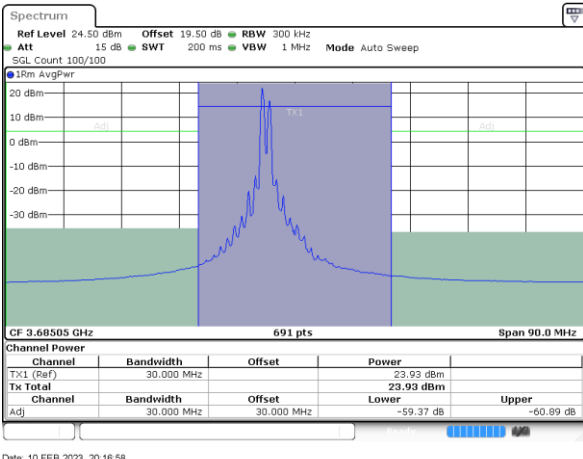 Spectrum
Ref Level 24.50 dBm Offset 19.50 dB RBW 300 kHz
Att 15 dB SWT 200 ms VBW 1 MHz Mode Auto Sweep
SGL Count 100/100
1Rm AvgPwr
20 dBm
TX1
10 dBm
Adj Adj
0 dBm
-10 dBm
-20 dBm
-30 dBm
CF 3.68505 GHz 691 pts Span 90.0 MHz
Channel Power
Channel Bandwidth Offset Power
TX1 (Ref) 30.000 MHz 23.93 dBm
Tx Total 23.93 dBm
Channel Bandwidth Offset Lower Upper
Adj 30.000 MHz 30.000 MHz -59.37 dB -60.89 dB
Ready
Date: 10 FEB 2023 20:16:58